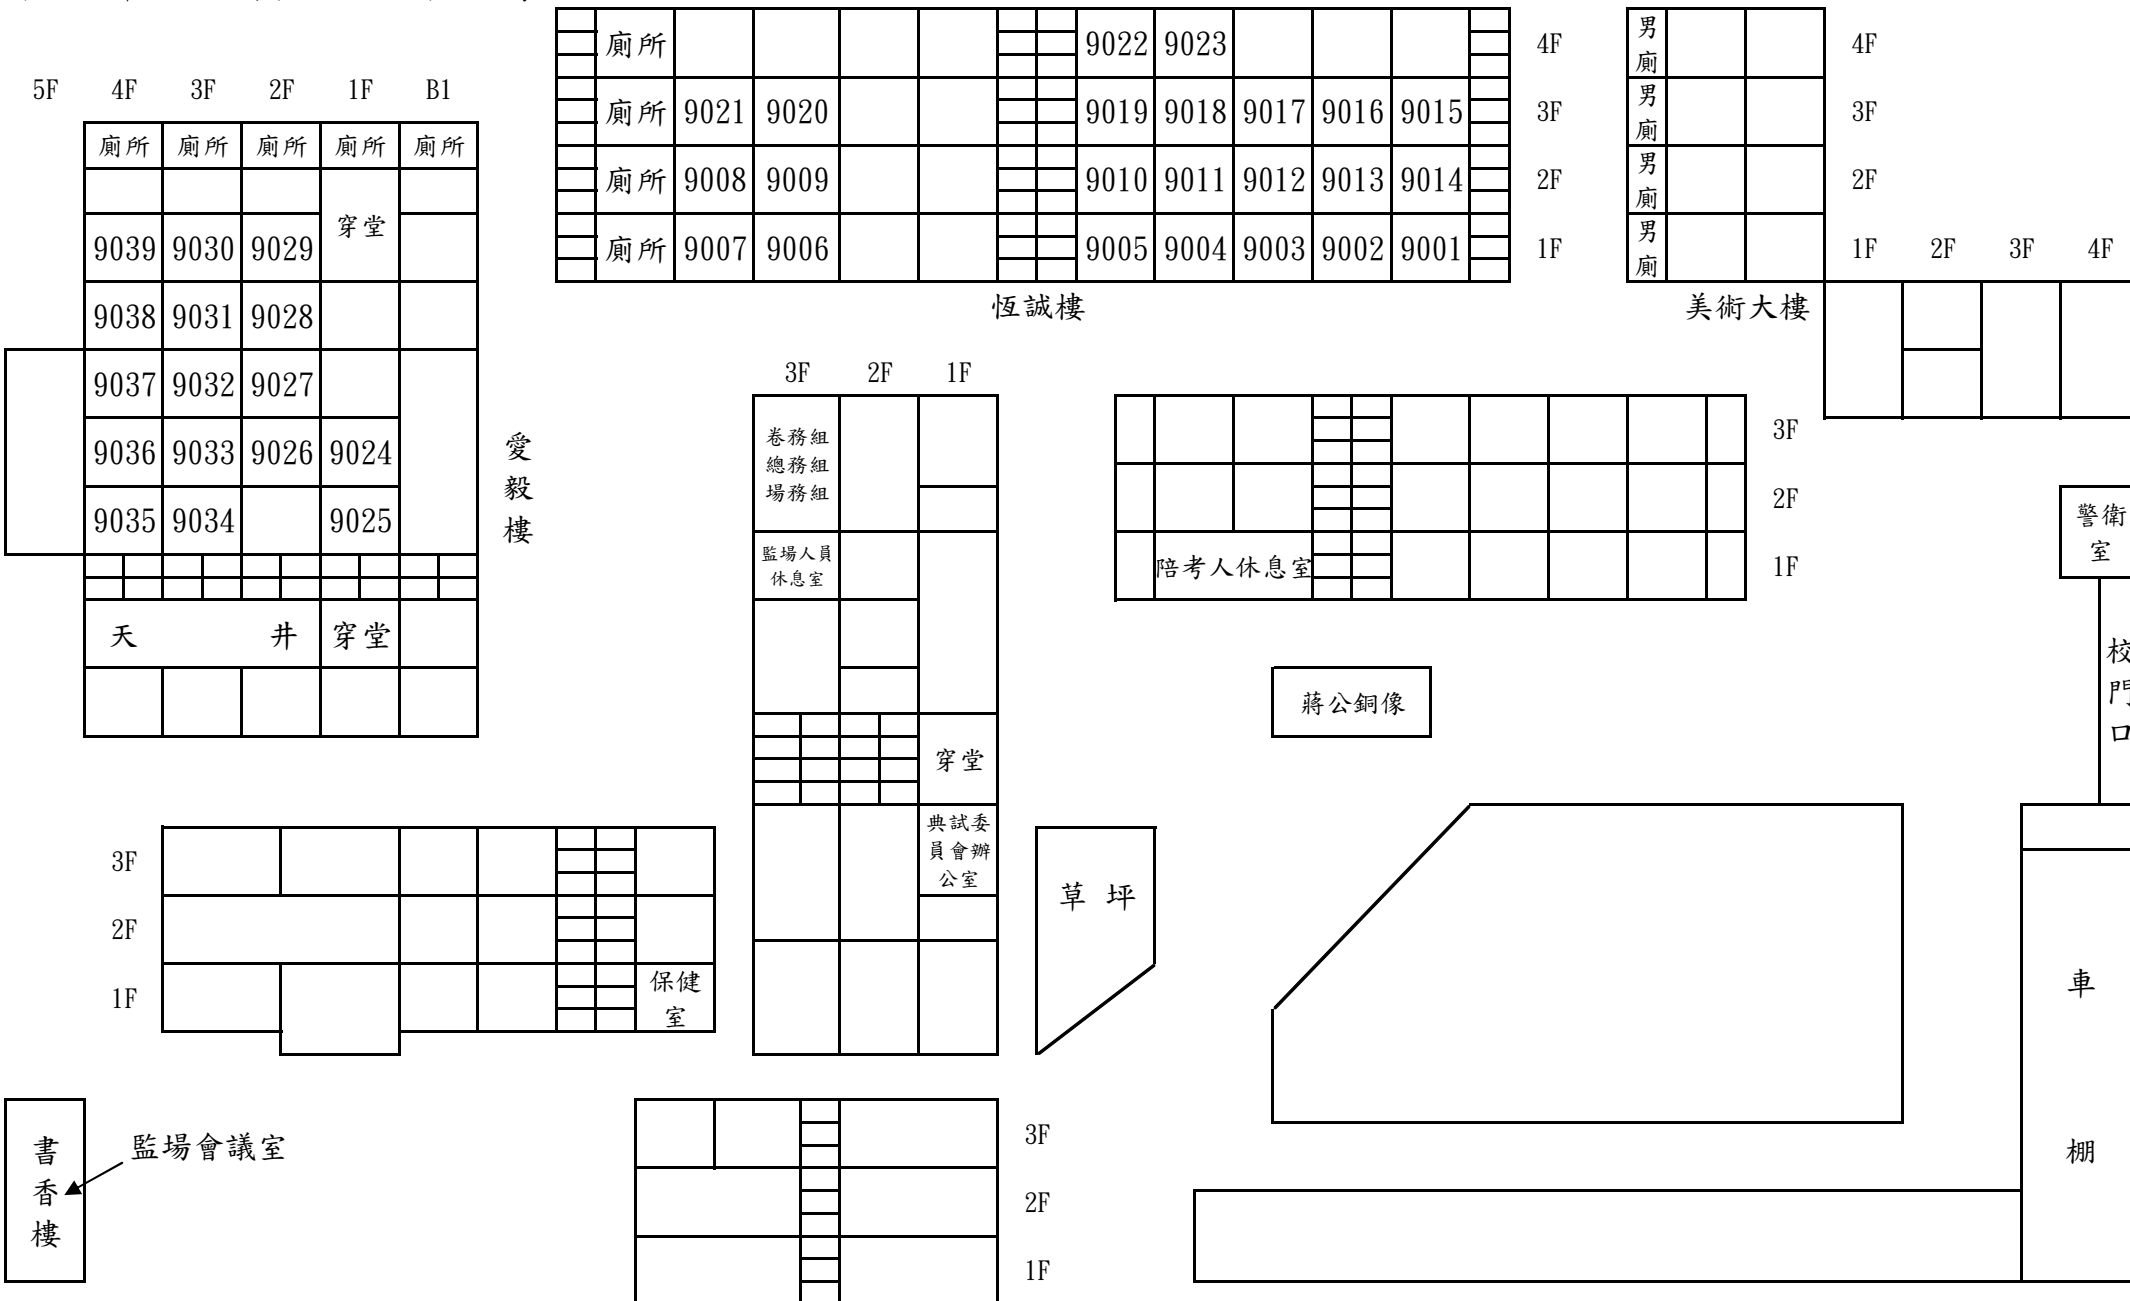 廁所 9022 9023 4F
廁所 9021 9020 9019 9018 9017 9016 9015 3F
廁所 9008 9009 9010 9011 9012 9013 9014 2F
廁所 9007 9006 9005 9004 9003 9002 9001 1F
恆誠樓
男廁 4F
男廁 3F
男廁 2F
男廁 1F 2F 3F 4F
美術大樓
5F 4F 3F 2F 1F B1
廁所 廁所 廁所 廁所 廁所
穿堂
9039 9030 9029
9038 9031 9028
9037 9032 9027
9036 9033 9026 9024
9035 9034 9025
天 井 穿堂
愛毅樓
3F 2F 1F
卷務組
總務組
場務組
監場人員
休息室
穿堂
典試委
員會辦
公室
3F
2F
陪考人休息室 1F
警衛
室
校門口
蔣公銅像
3F
2F
1F
保健
室
草 坪
車
棚
書香樓
監場會議室
3F
2F
1F